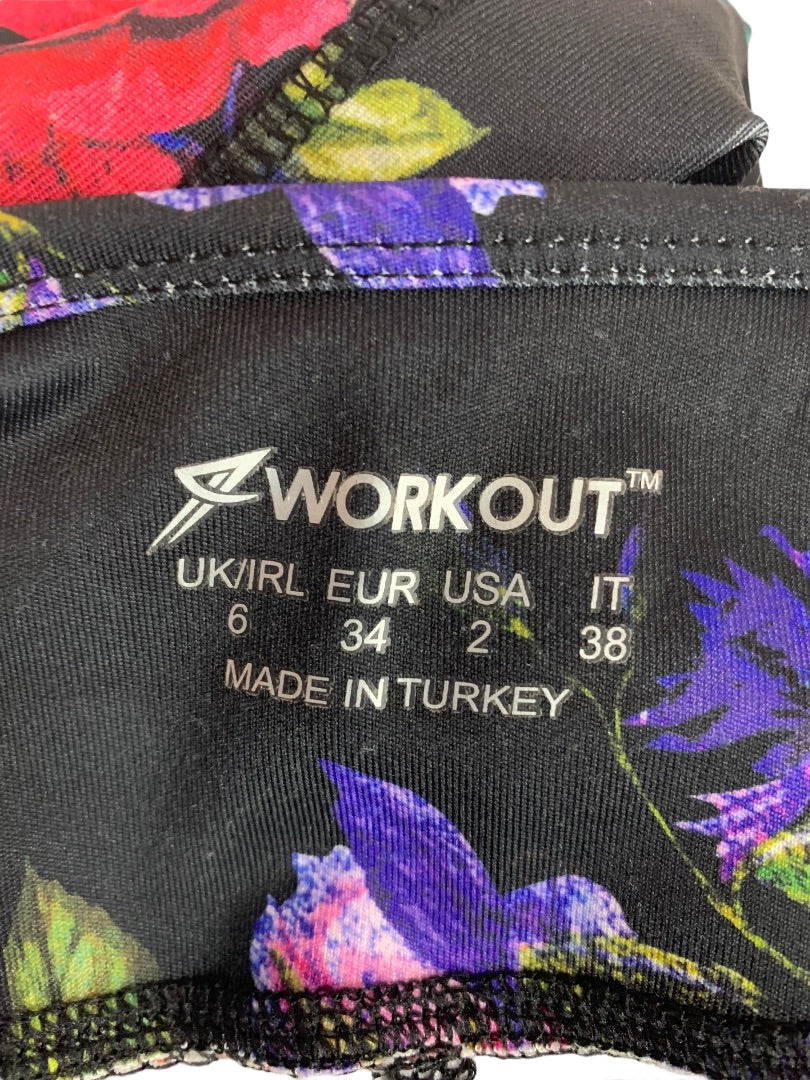 WORKOUT™
UK/IRL EUR USA IT
6 34 2 38
MADE IN TURKEY